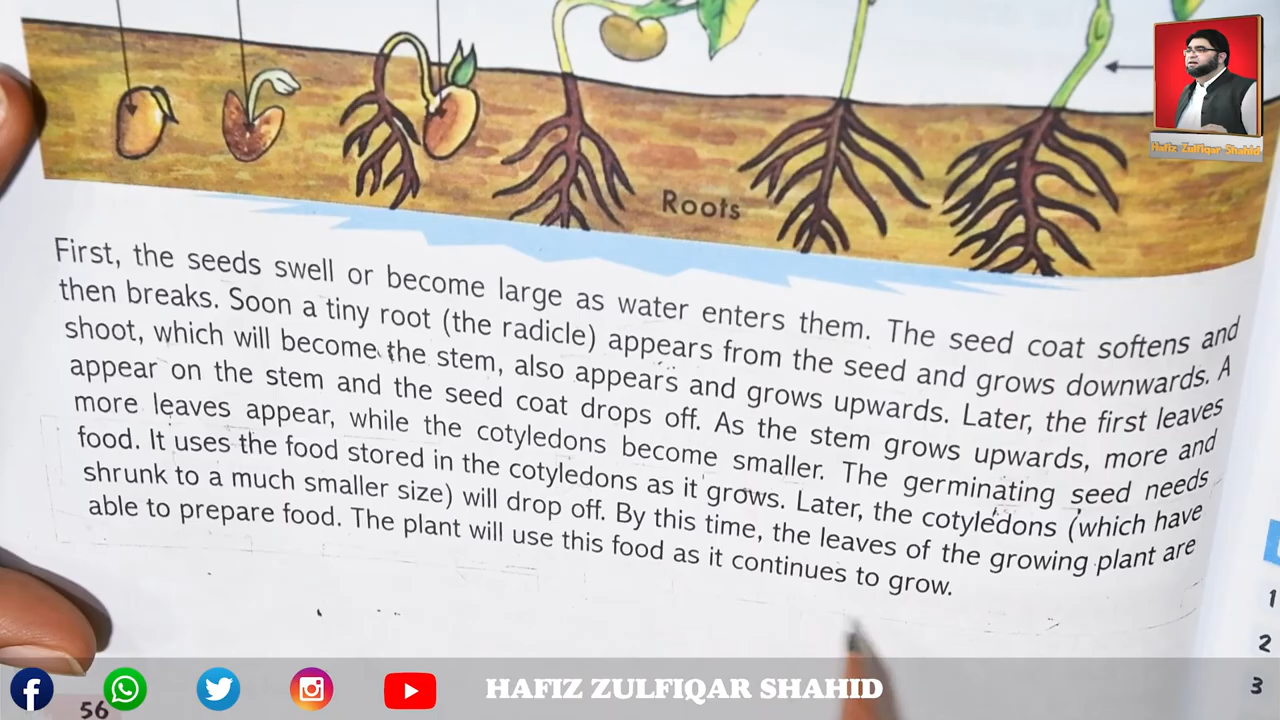 Hafiz Zulfiqar Shahid
Roots
First, the seeds swell or become large as water enters them. The seed coat softens and
then breaks. Soon a tiny root (the radicle) appears from the seed and grows downwards. A
shoot, which will become the stem, also appears and grows upwards. Later, the first leaves
appear on the stem and the seed coat drops off. As the stem grows upwards, more and
more leaves appear, while the cotyledons become smaller. The germinating seed needs
food. It uses the food stored in the cotyledons as it grows. Later, the cotyledons (which have
shrunk to a much smaller size) will drop off. By this time, the leaves of the growing plant are
able to prepare food. The plant will use this food as it continues to grow.
1
2
3
HAFIZ ZULFIQAR SHAHID
56